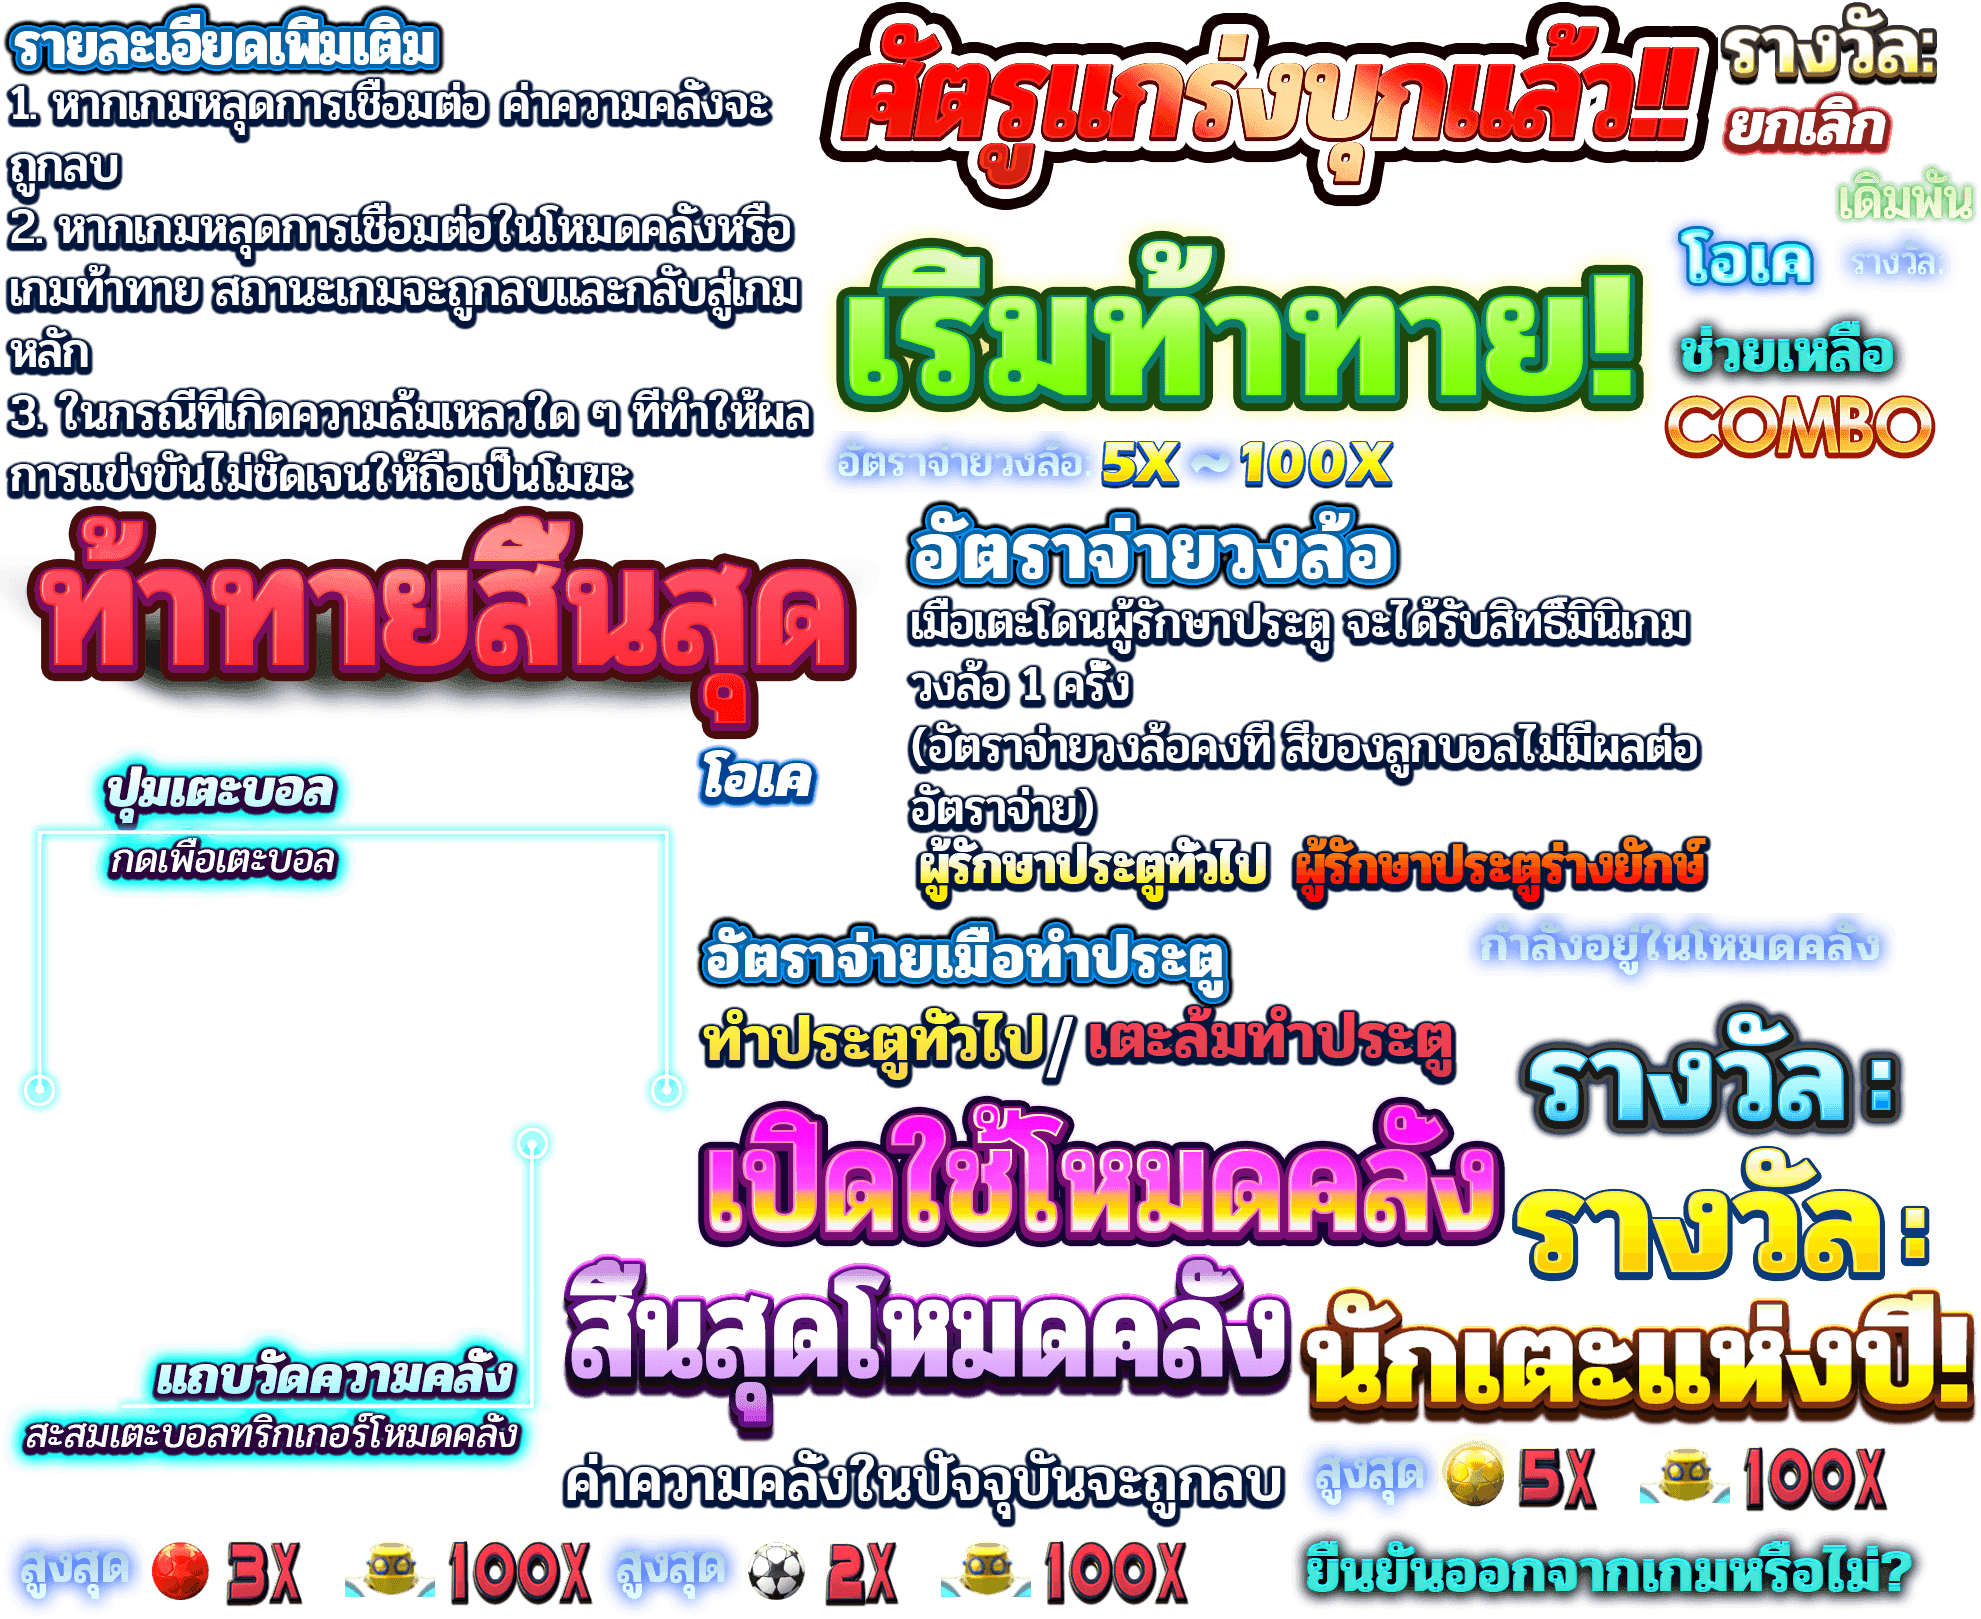 รายละเอียดเพิ่มเติม
1. หากเกมหลุดการเชื่อมต่อ ค่าความคลั่งจะ
ถูกลบ
2. หากเกมหลุดการเชื่อมต่อในโหมดคลั่งหรือ
เกมท้าทาย สถานะเกมจะถูกลบและกลับสู่เกม
หลัก
3. ในกรณีที่เกิดความล้มเหลวใด ๆ ที่ทำให้ผล
การแข่งขันไม่ชัดเจนให้ถือเป็นโมฆะ
ศัตรูแกร่งบุกแล้ว!!
รางวัล:
ยกเลิก
เดิมพัน
เริ่มท้าทาย!
โอเค
รางวัล:
ช่วยเหลือ
COMBO
อัตราจ่ายวงล้อ: 5X ~ 100X
ท้าทายสิ้นสุด
อัตราจ่ายวงล้อ
เมื่อเตะโดนผู้รักษาประตู จะได้รับสิทธิ์มินิเกม
วงล้อ 1 ครั้ง
(อัตราจ่ายวงล้อคงที่ สีของลูกบอลไม่มีผลต่อ
อัตราจ่าย)
ผู้รักษาประตูทั่วไป ผู้รักษาประตูร่างยักษ์
ปุ่มเตะบอล
กดเพื่อเตะบอล
โอเค
อัตราจ่ายเมื่อทำประตู
ทำประตูทั่วไป / เตะล้มทำประตู
กำลังอยู่ในโหมดคลั่ง
รางวัล :
เปิดใช้โหมดคลั่ง
รางวัล :
สิ้นสุดโหมดคลั่ง
นักเตะแห่งปี!
แถบวัดความคลั่ง
สะสมเตะบอลทริกเกอร์โหมดคลั่ง
ค่าความคลั่งในปัจจุบันจะถูกลบ
สูงสุด 5X 100X
สูงสุด 3X 100X
สูงสุด 2X 100X
ยืนยันออกจากเกมหรือไม่?